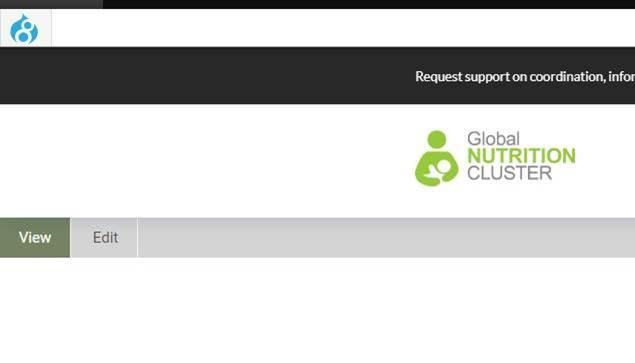 Request support on coordination,
Global
NUTRITION
CLUSTER
View
Edit